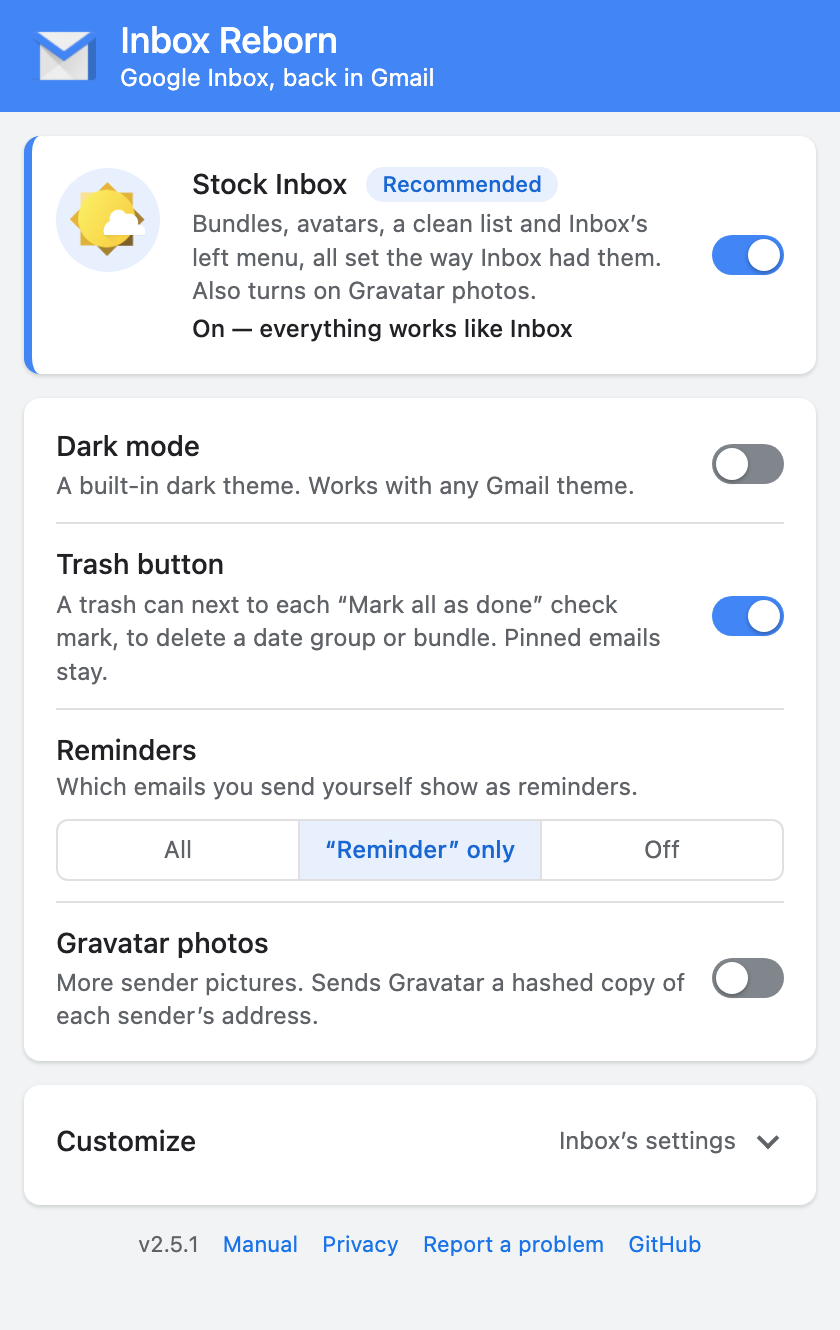 Inbox Reborn
Google Inbox, back in Gmail
Stock Inbox Recommended
Bundles, avatars, a clean list and Inbox’s
left menu, all set the way Inbox had them.
Also turns on Gravatar photos.
On — everything works like Inbox
Dark mode
A built-in dark theme. Works with any Gmail theme.
Trash button
A trash can next to each “Mark all as done” check
mark, to delete a date group or bundle. Pinned emails
stay.
Reminders
Which emails you send yourself show as reminders.
All “Reminder” only Off
Gravatar photos
More sender pictures. Sends Gravatar a hashed copy of
each sender’s address.
Customize Inbox’s settings
v2.5.1 Manual Privacy Report a problem GitHub